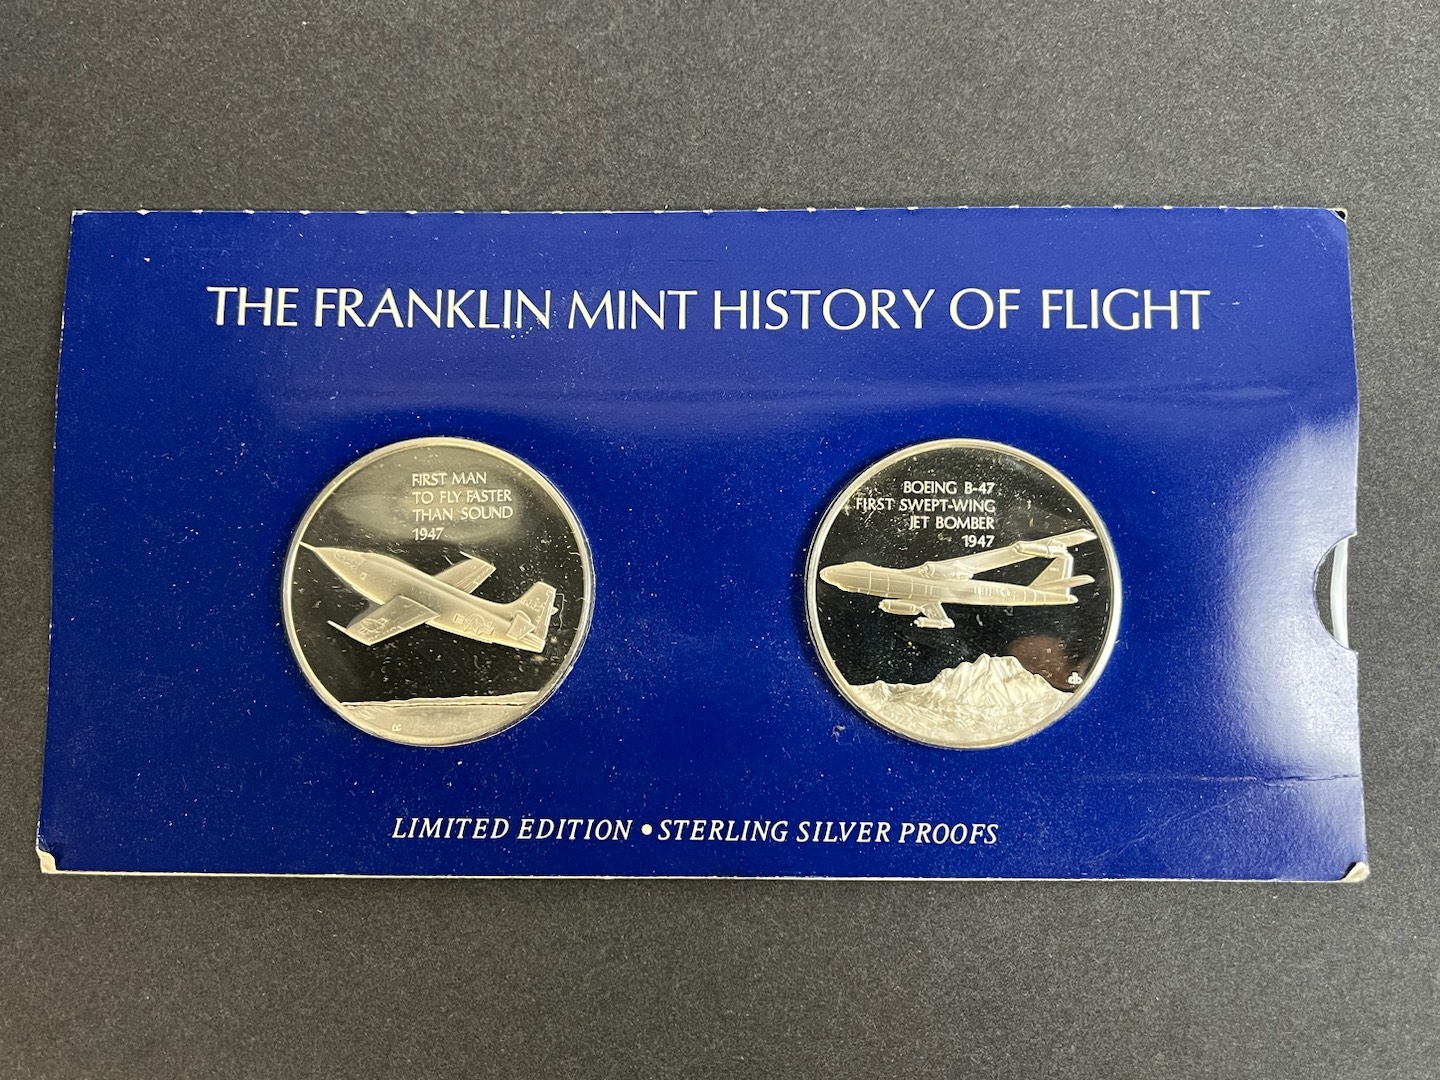 THE FRANKLIN MINT HISTORY OF FLIGHT
FIRST MAN
TO FLY FASTER
THAN SOUND
1947
BOEING B-47
FIRST SWEPT-WING
JET BOMBER
1947
LIMITED EDITION • STERLING SILVER PROOFS